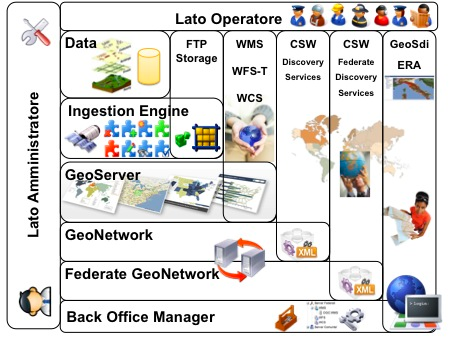 Lato Operatore
Lato Amministratore
Data
FTP
Storage
WMS
WFS-T
WCS
CSW
Discovery
Services
CSW
Federate
Discovery
Services
GeoSdi
ERA
Ingestion Engine
GeoServer
GeoNetwork
XML
Federate GeoNetwork
XML
Back Office Manager